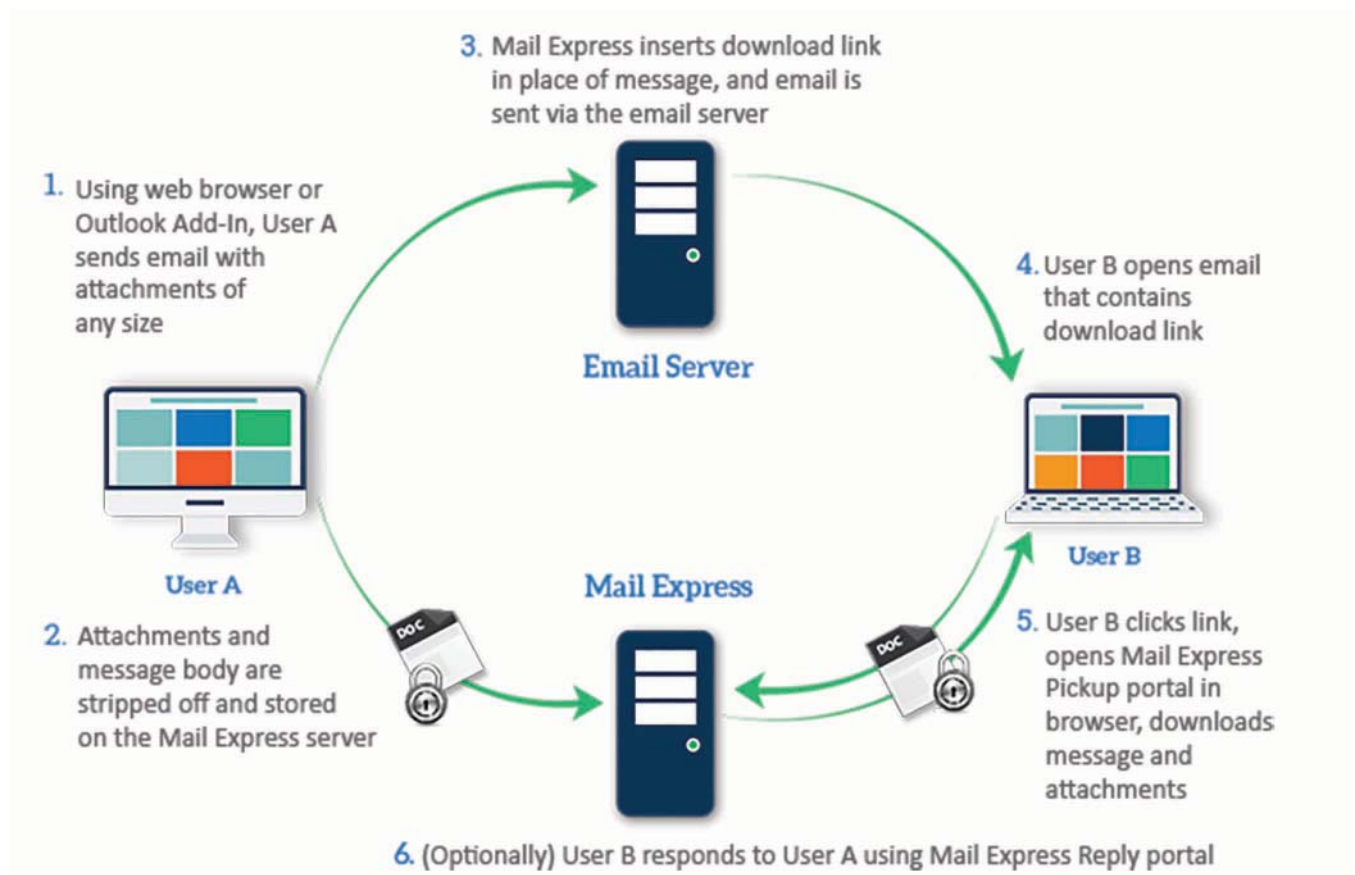 3. Mail Express inserts download link
in place of message, and email is
sent via the email server
1. Using web browser or
Outlook Add-In, User A
sends email with
attachments of
any size
4. User B opens email
that contains
download link
Email Server
User A
User B
Mail Express
2. Attachments and
message body are
stripped off and stored
on the Mail Express server
DOC
DOC
5. User B clicks link,
opens Mail Express
Pickup portal in
browser, downloads
message and
attachments
6. (Optionally) User B responds to User A using Mail Express Reply portal